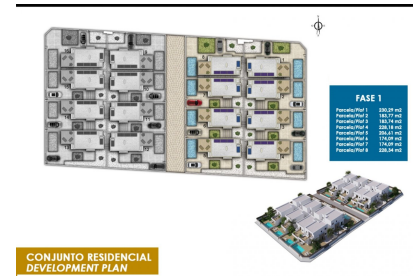 FASE 1
Parcela/Plot 1 230,29 m2
Parcela/Plot 2 183,77 m2
Parcela/Plot 3 183,74 m2
Parcela/Plot 4 228,18 m2
Parcela/Plot 5 206,61 m2
Parcela/Plot 6 174,09 m2
Parcela/Plot 7 174,09 m2
Parcela/Plot 8 228,34 m2
CONJUNTO RESIDENCIAL
DEVELOPMENT PLAN